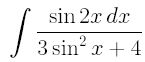 ∫ sin 2x dx / (3 sin² x + 4)